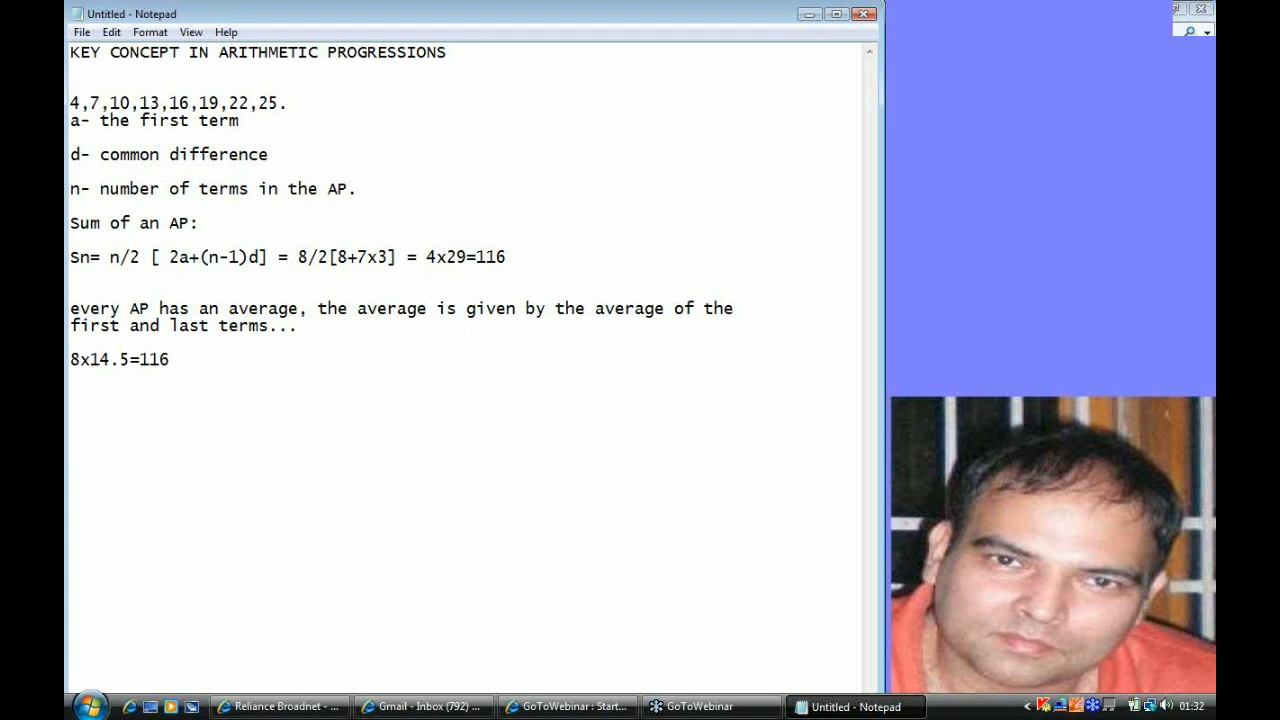 Untitled - Notepad
File Edit Format View Help
KEY CONCEPT IN ARITHMETIC PROGRESSIONS
4,7,10,13,16,19,22,25.
a- the first term
d- common difference
n- number of terms in the AP.
Sum of an AP:
Sn= n/2 [ 2a+(n-1)d] = 8/2[8+7x3] = 4x29=116
every AP has an average, the average is given by the average of the
first and last terms...
8x14.5=116
Reliance Broadnet - ... Gmail - Inbox (792) ... GoToWebinar : Start... GoToWebinar Untitled - Notepad 01:32